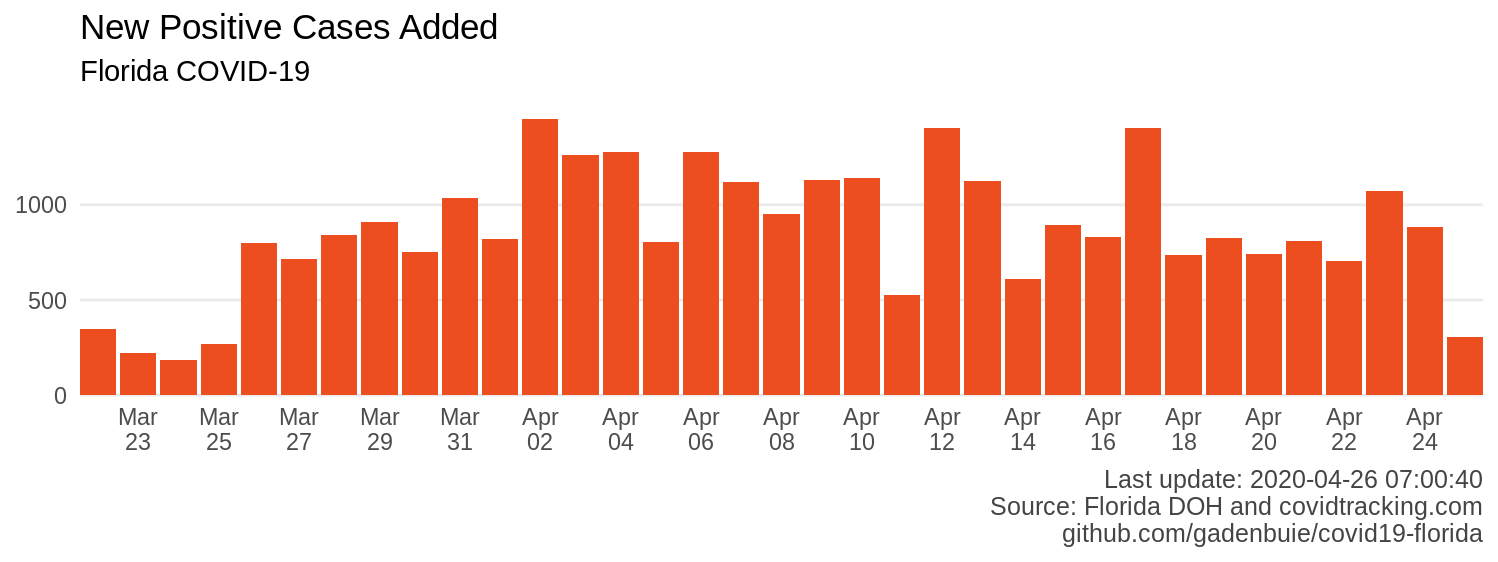 New Positive Cases Added
Florida COVID-19
1000
500
0
Mar Mar Mar Mar Mar Apr Apr Apr Apr Apr Apr Apr Apr Apr Apr Apr Apr
23 25 27 29 31 02 04 06 08 10 12 14 16 18 20 22 24
Last update: 2020-04-26 07:00:40
Source: Florida DOH and covidtracking.com
github.com/gadenbuie/covid19-florida